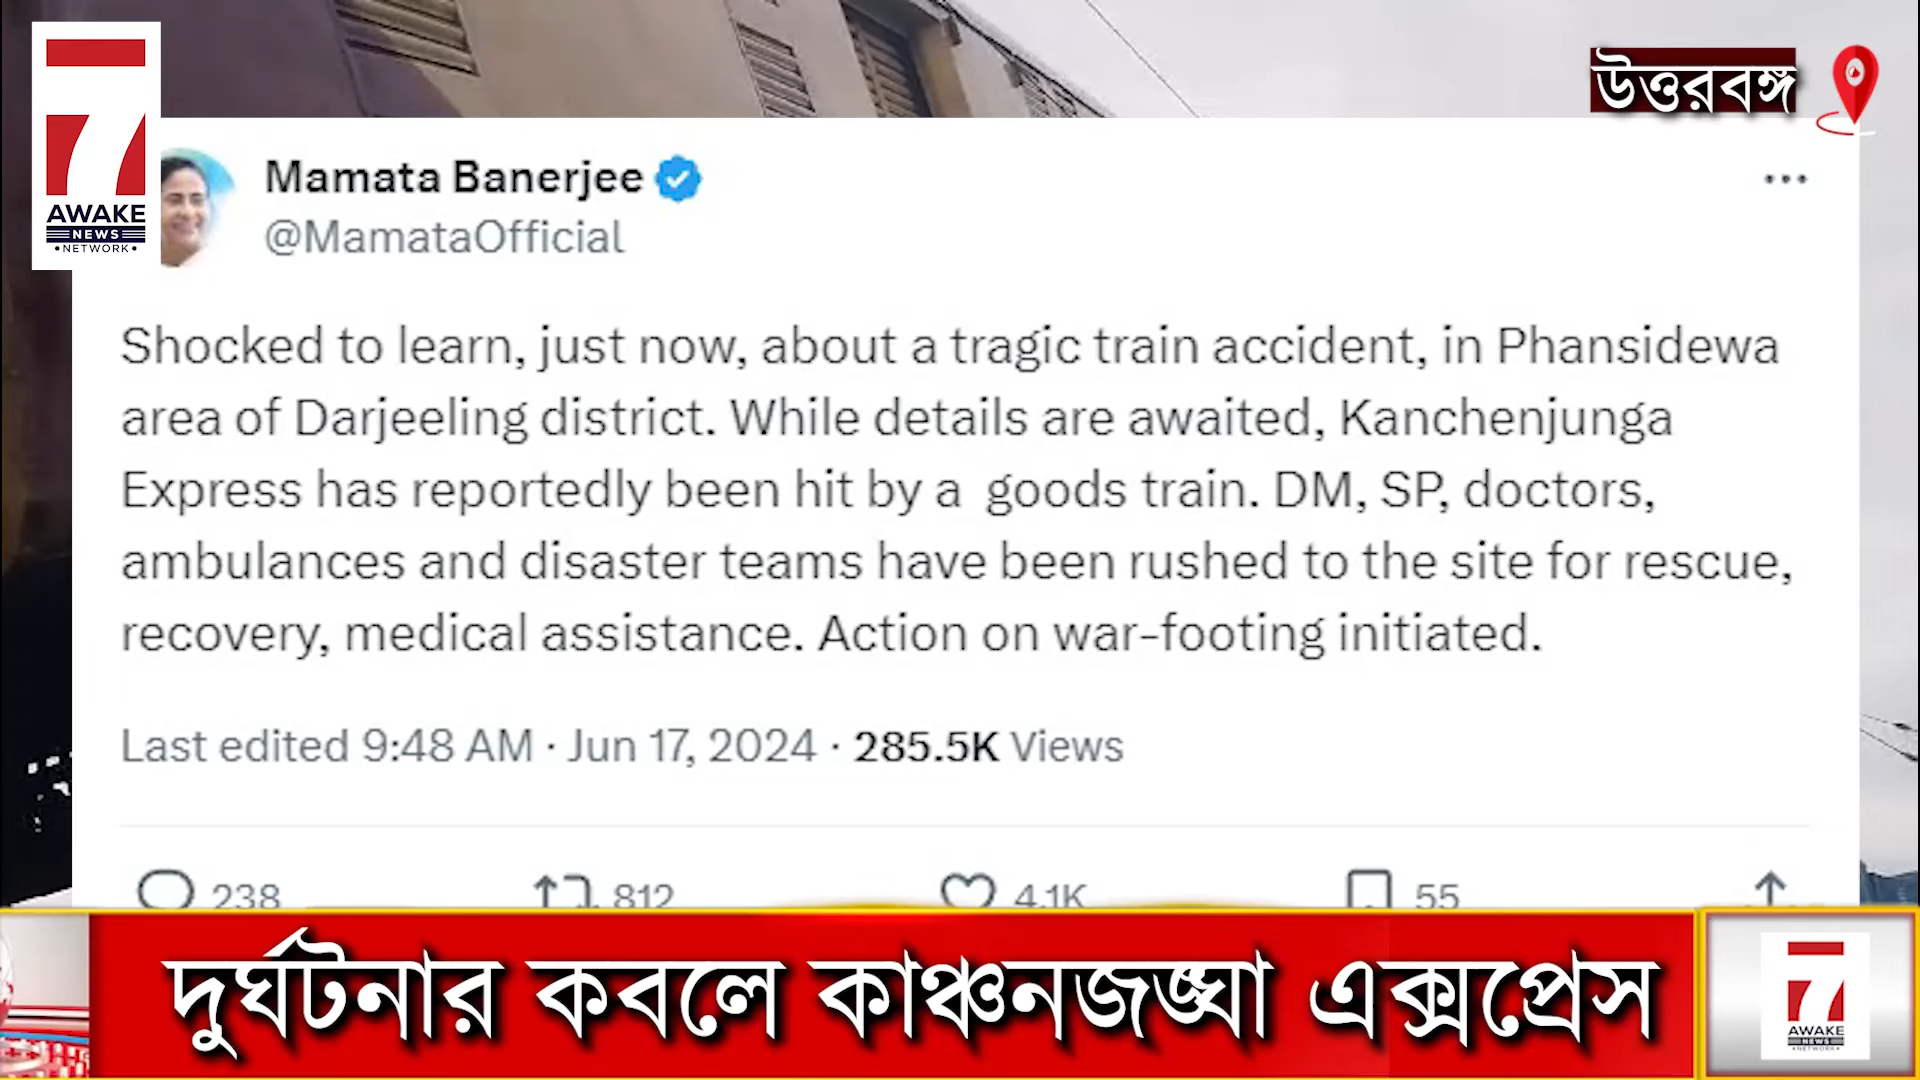 7
AWAKE
NEWS
•NETWORK•
উত্তরবঙ্গ
Mamata Banerjee
@MamataOfficial
Shocked to learn, just now, about a tragic train accident, in Phansidewa
area of Darjeeling district. While details are awaited, Kanchenjunga
Express has reportedly been hit by a goods train. DM, SP, doctors,
ambulances and disaster teams have been rushed to the site for rescue,
recovery, medical assistance. Action on war-footing initiated.
Last edited 9:48 AM · Jun 17, 2024 · 285.5K Views
238 812 4.1K 55
দুর্ঘটনার কবলে কাঞ্চনজঙ্ঘা এক্সপ্রেস
7
AWAKE
NEWS
•NETWORK•